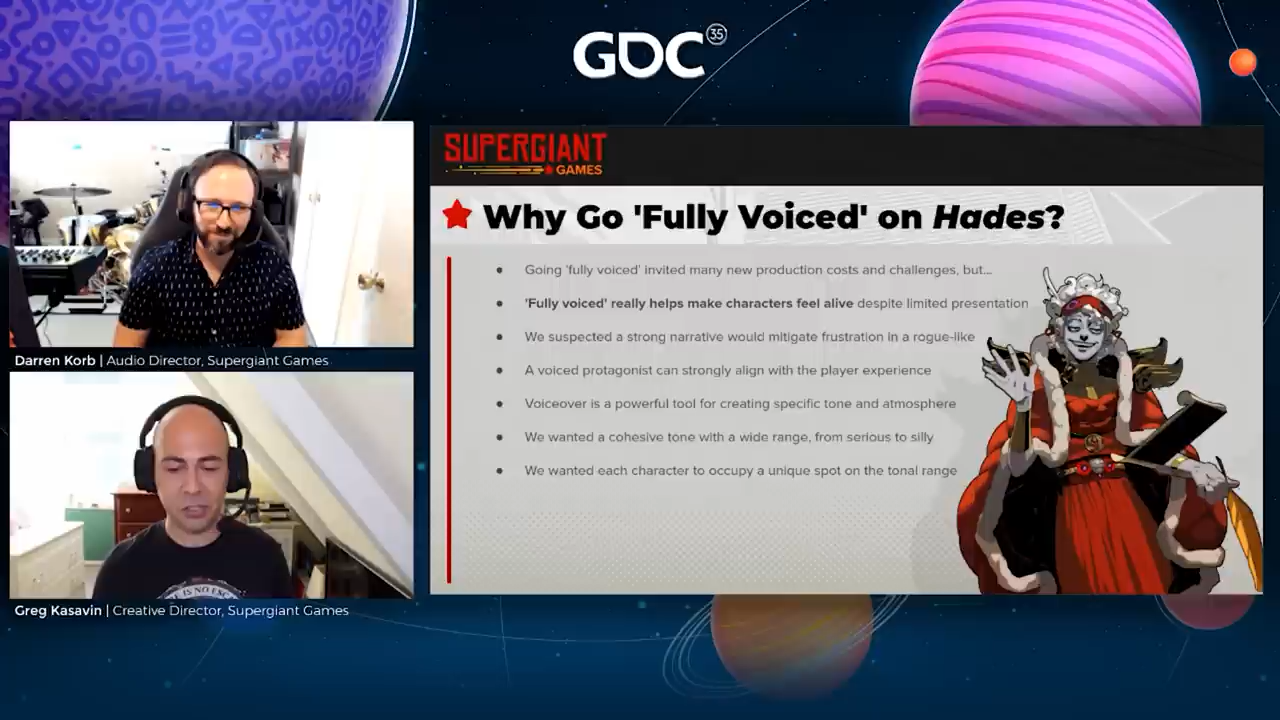 GDC 35
SUPERGIANT
GAMES
Why Go 'Fully Voiced' on Hades?
• Going 'fully voiced' invited many new production costs and challenges, but...
• 'Fully voiced' really helps make characters feel alive despite limited presentation
• We suspected a strong narrative would mitigate frustration in a rogue-like
• A voiced protagonist can strongly align with the player experience
• Voiceover is a powerful tool for creating specific tone and atmosphere
• We wanted a cohesive tone with a wide range, from serious to silly
• We wanted each character to occupy a unique spot on the tonal range
Darren Korb | Audio Director, Supergiant Games
IS NO
Greg Kasavin | Creative Director, Supergiant Games